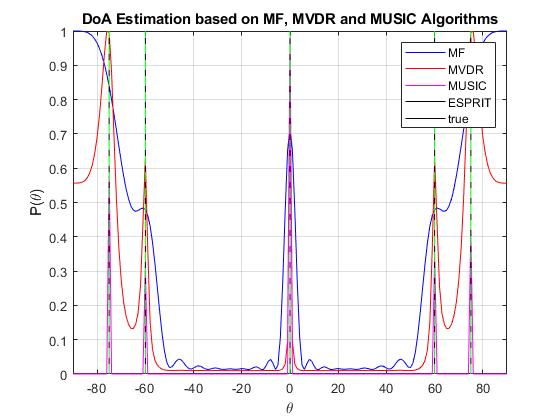 DoA Estimation based on MF, MVDR and MUSIC Algorithms
P(θ)
1
0.9
0.8
0.7
0.6
0.5
0.4
0.3
0.2
0.1
0
MF
MVDR
MUSIC
ESPRIT
true
-80 -60 -40 -20 0 20 40 60 80
θ